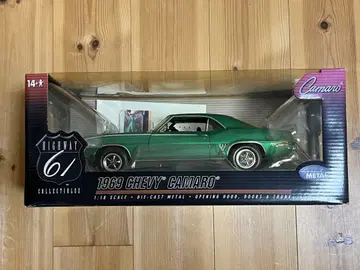 14+
Camaro
HIGHWAY
61
COLLECTIBLES
1969 CHEVY CAMARO
1:18 SCALE • DIE-CAST METAL • OPENING HOOD, DOORS & TRUNK
METAL